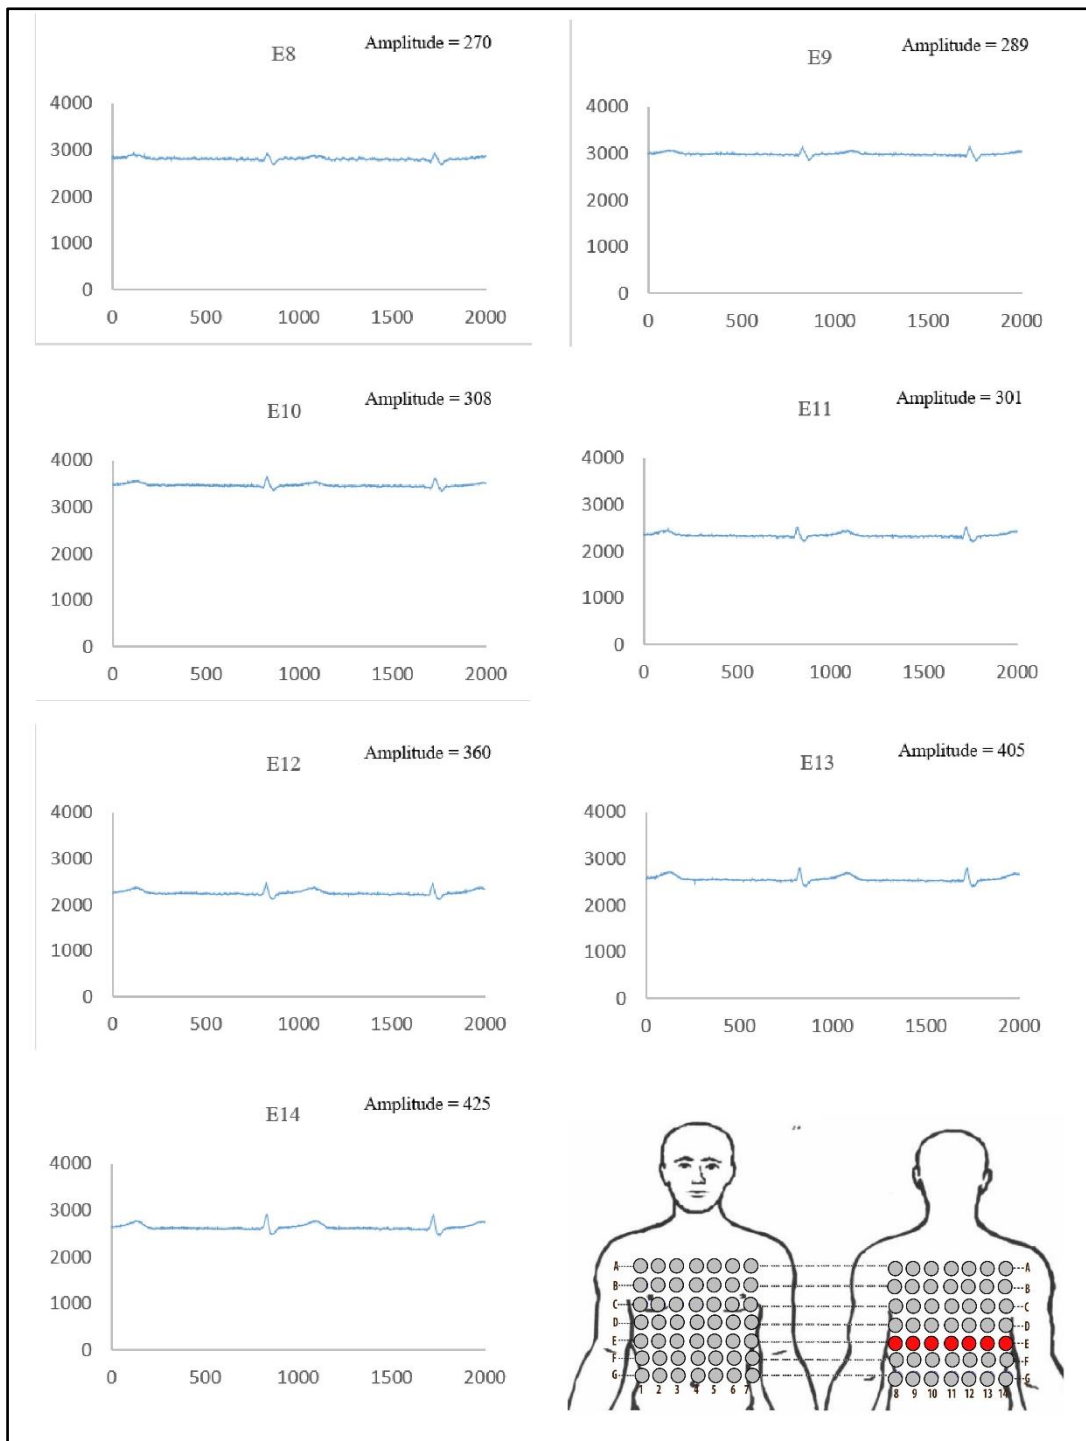 E8
Amplitude = 270
4000
3000
2000
1000
0
0 500 1000 1500 2000
E9
Amplitude = 289
4000
3000
2000
1000
0
0 500 1000 1500 2000
E10
Amplitude = 308
4000
3000
2000
1000
0
0 500 1000 1500 2000
E11
Amplitude = 301
4000
3000
2000
1000
0
0 500 1000 1500 2000
E12
Amplitude = 360
4000
3000
2000
1000
0
0 500 1000 1500 2000
E13
Amplitude = 405
4000
3000
2000
1000
0
0 500 1000 1500 2000
E14
Amplitude = 425
4000
3000
2000
1000
0
0 500 1000 1500 2000
A A
B B
C C
D D
E E
F F
G G
1 2 3 4 5 6 7 8 9 10 11 12 13 14